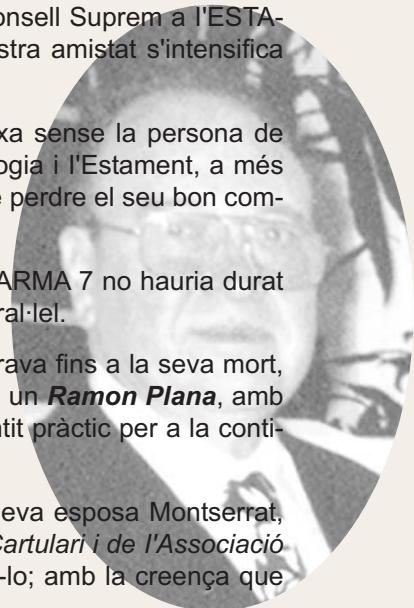 onsell Suprem a l'ESTA-
stra amistat s'intensifica
xa sense la persona de
ogia i l'Estament, a més
e perdre el seu bon com-
ARMA 7 no hauria durat
ral·lel.
rava fins a la seva mort,
un Ramon Plana, amb
ntit pràctic per a la conti-
eva esposa Montserrat,
Cartulari i de l'Associació
-lo; amb la creença que